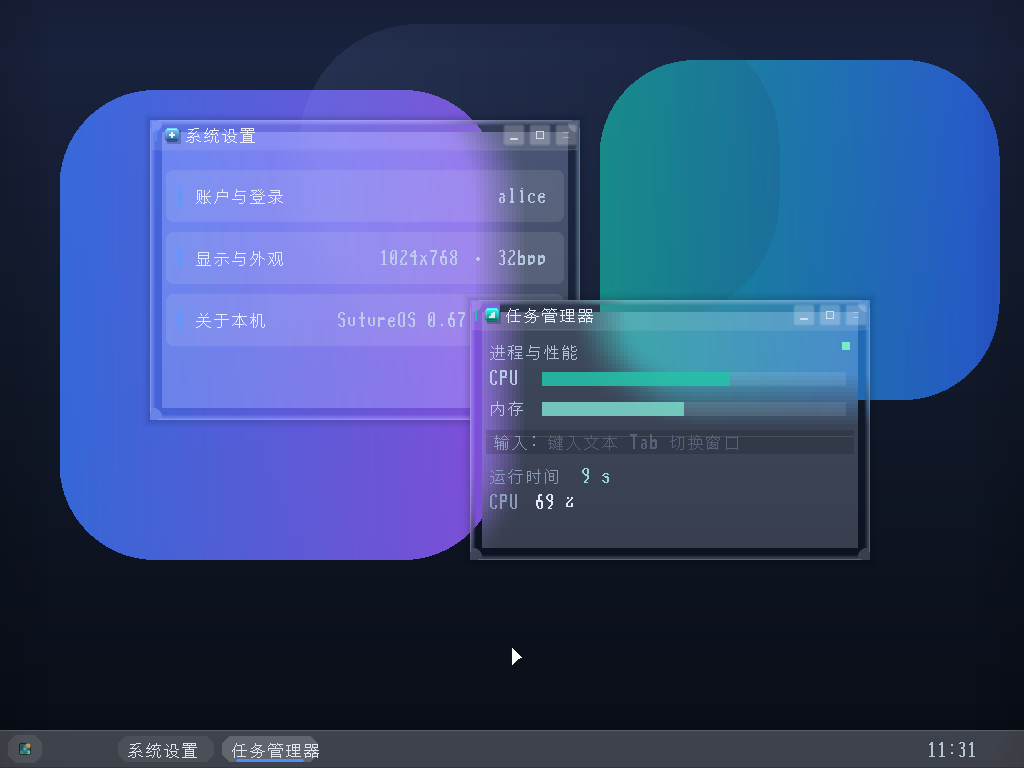 系统设置
账户与登录 alice
显示与外观 1024x768 • 32bpp
关于本机 SutureOS 0.67
任务管理器
进程与性能
CPU
内存
输入: 键入文本 Tab 切换窗口
运行时间 9 s
CPU 69 %
系统设置 任务管理器 11:31